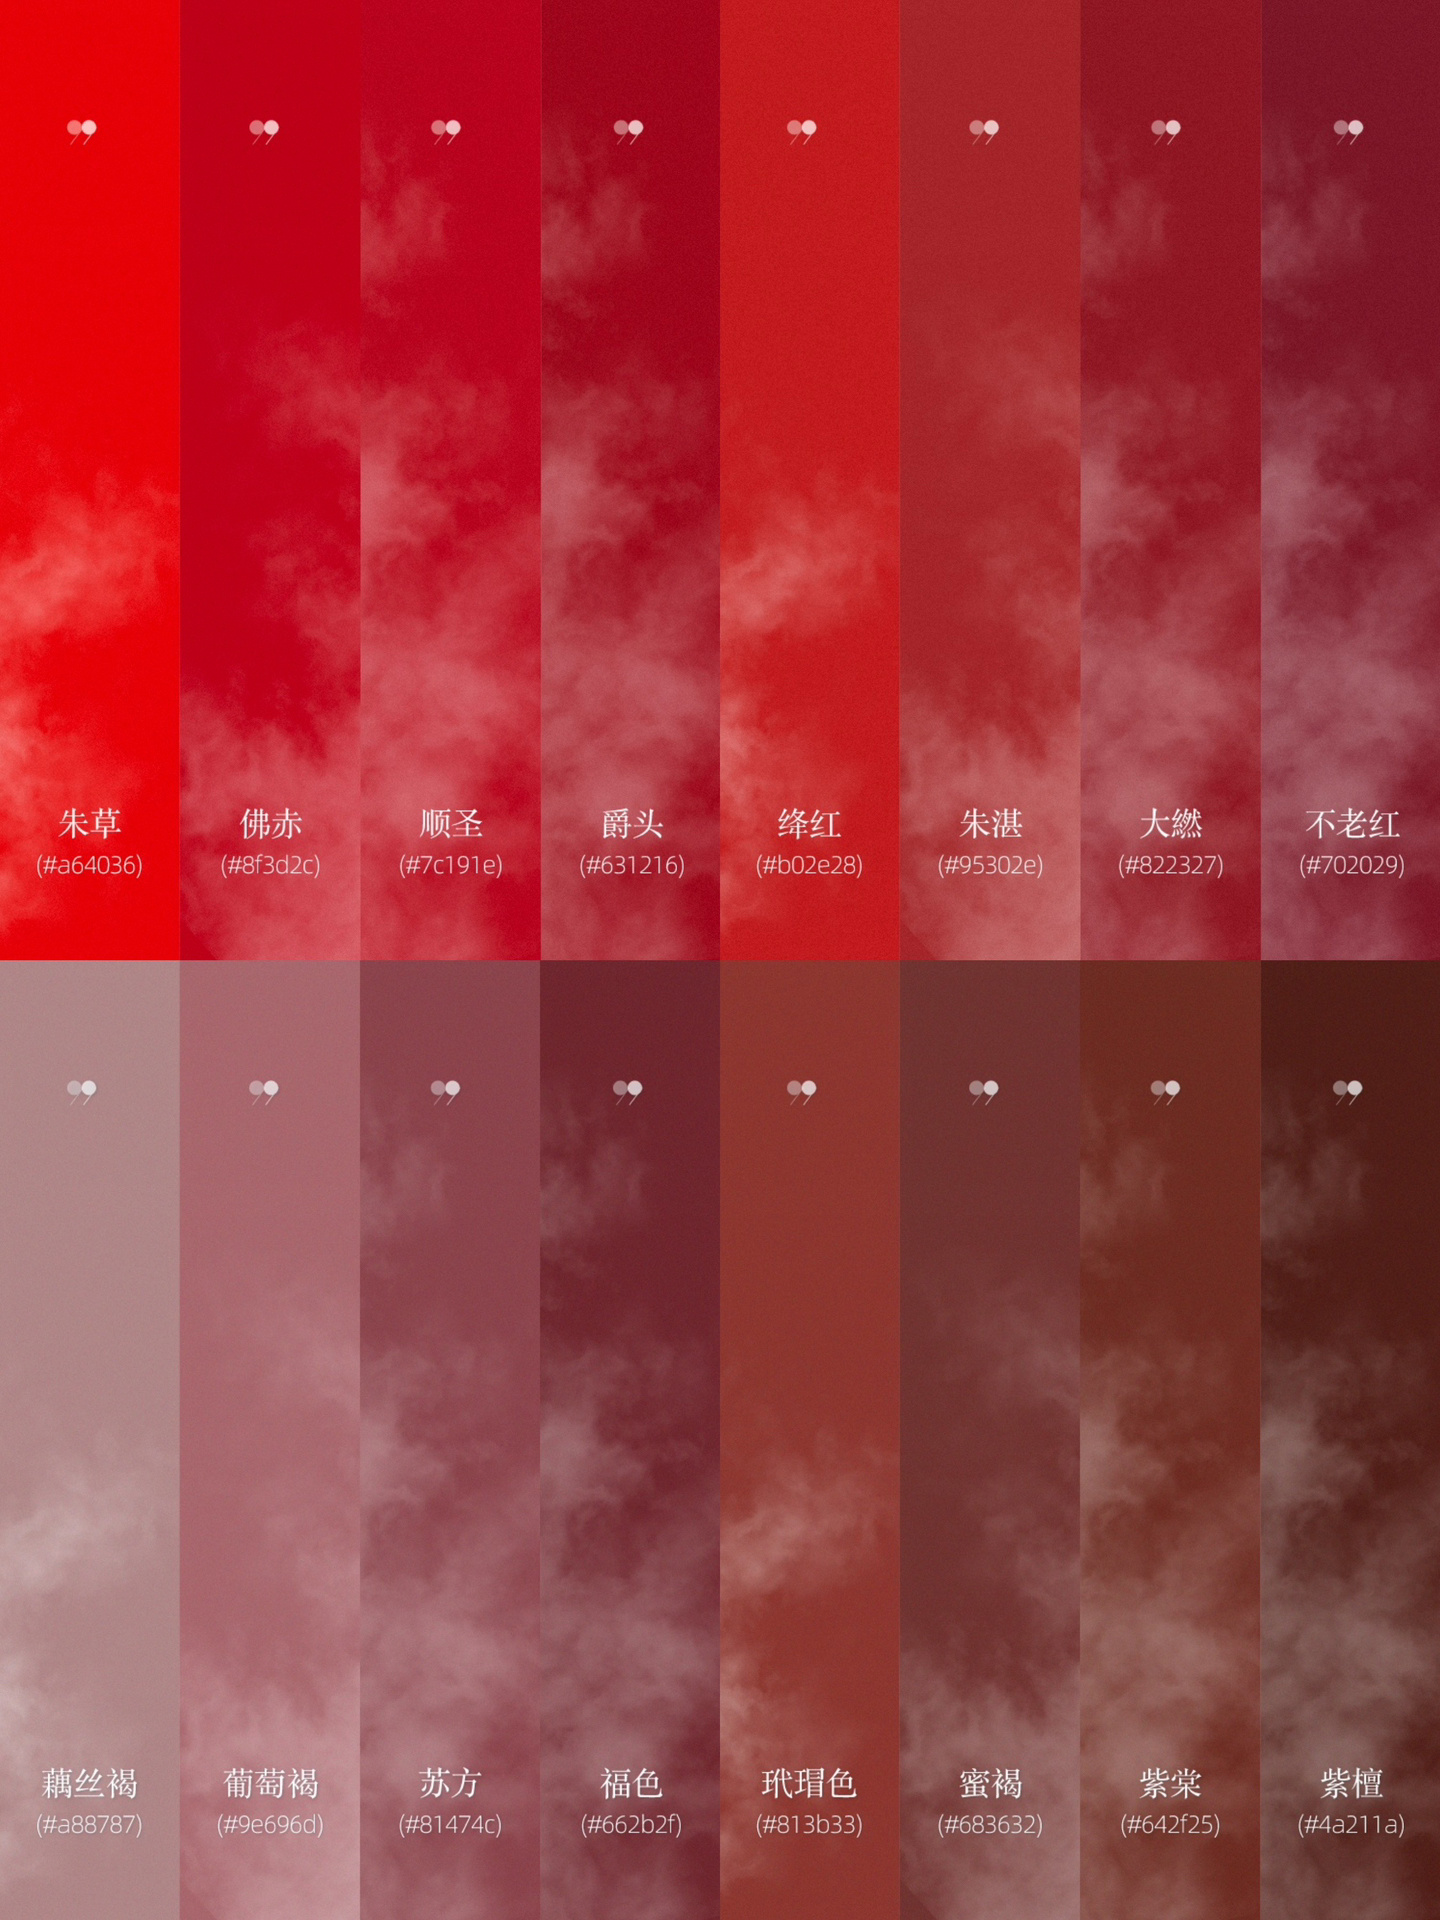 朱草
(#a64036)
佛赤
(#8f3d2c)
顺圣
(#7c191e)
爵头
(#631216)
绛红
(#b02e28)
朱湛
(#95302e)
大繎
(#822327)
不老红
(#702029)
藕丝褐
(#a88787)
葡萄褐
(#9e696d)
苏方
(#81474c)
福色
(#662b2f)
玳瑁色
(#813b33)
蜜褐
(#683632)
紫棠
(#642f25)
紫檀
(#4a211a)